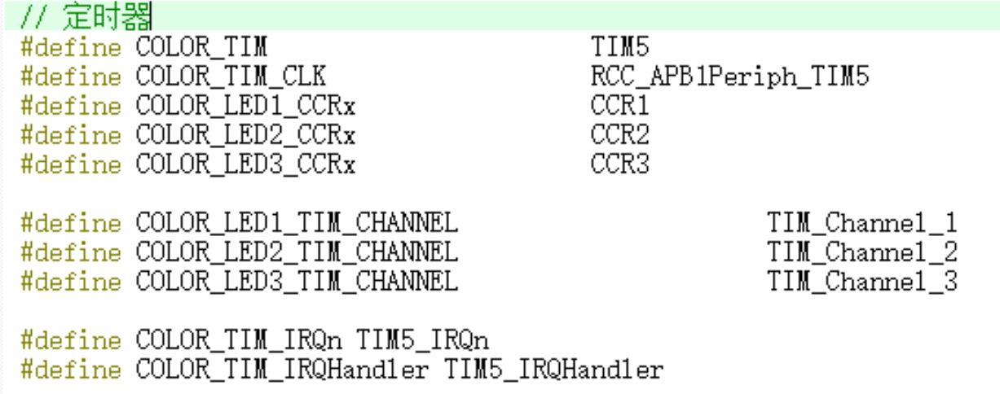 // 定时器
#define COLOR_TIM TIM5
#define COLOR_TIM_CLK RCC_APB1Periph_TIM5
#define COLOR_LED1_CCRx CCR1
#define COLOR_LED2_CCRx CCR2
#define COLOR_LED3_CCRx CCR3
#define COLOR_LED1_TIM_CHANNEL TIM_Channel_1
#define COLOR_LED2_TIM_CHANNEL TIM_Channel_2
#define COLOR_LED3_TIM_CHANNEL TIM_Channel_3
#define COLOR_TIM_IRQn TIM5_IRQn
#define COLOR_TIM_IRQHandler TIM5_IRQHandler